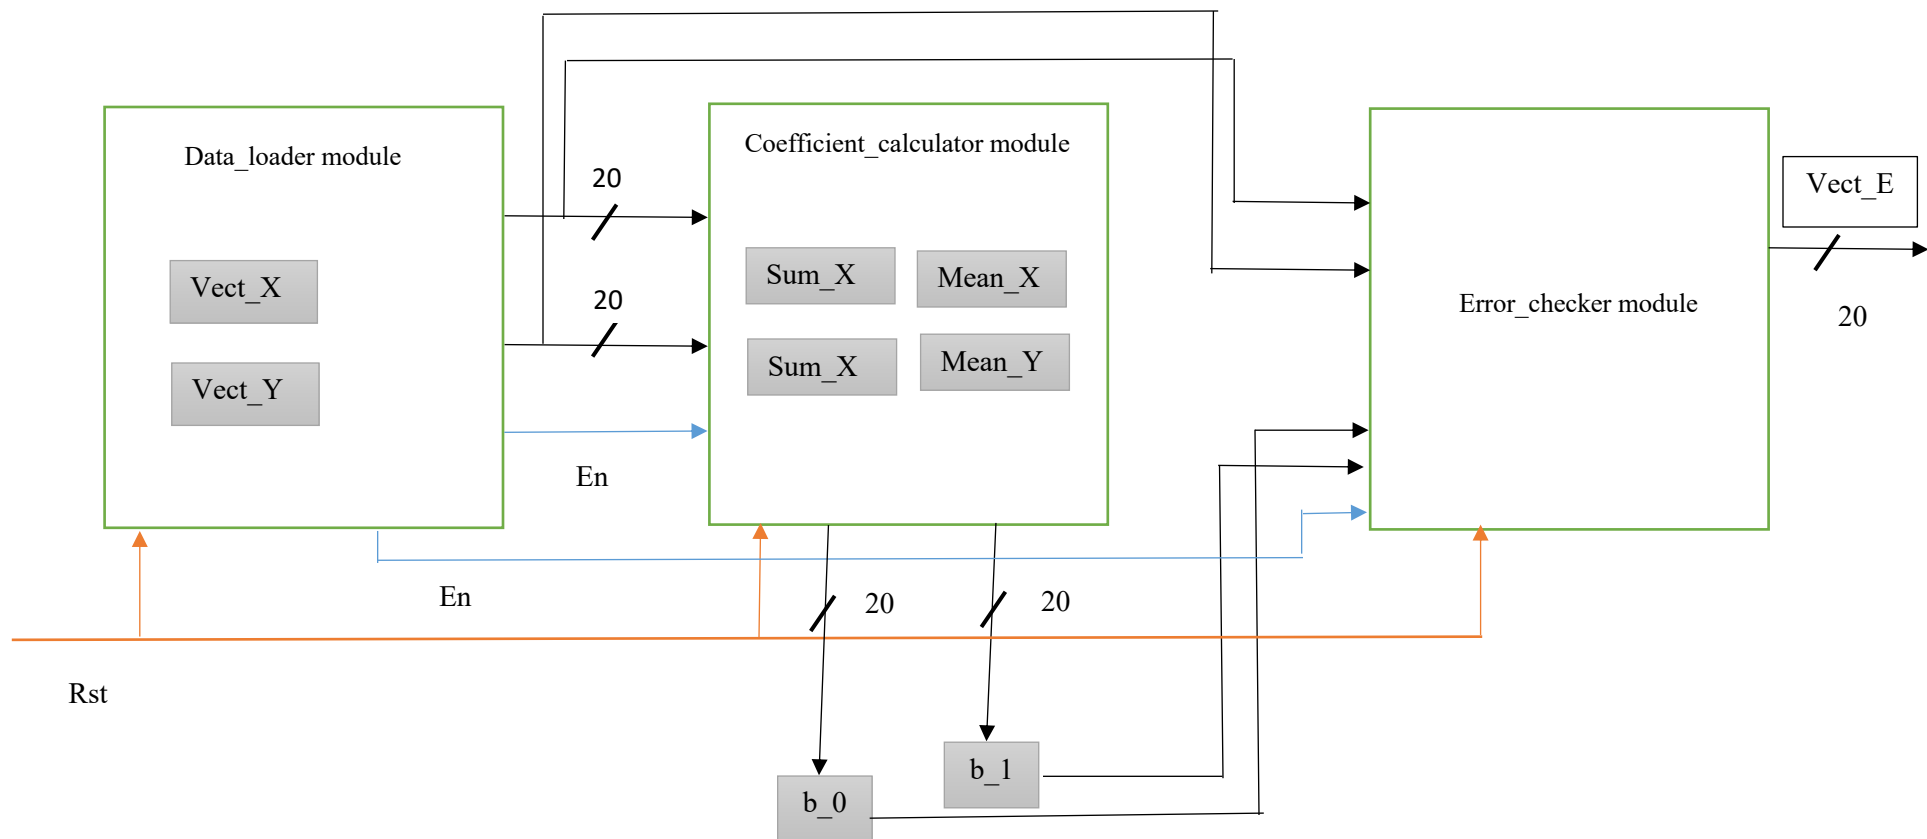 Data_loader module
Coefficient_calculator module
20
Vect_E
Vect_X
Sum_X
Mean_X
20
Error_checker module
20
Vect_Y
Sum_X
Mean_Y
En
En
20
20
Rst
b_1
b_0